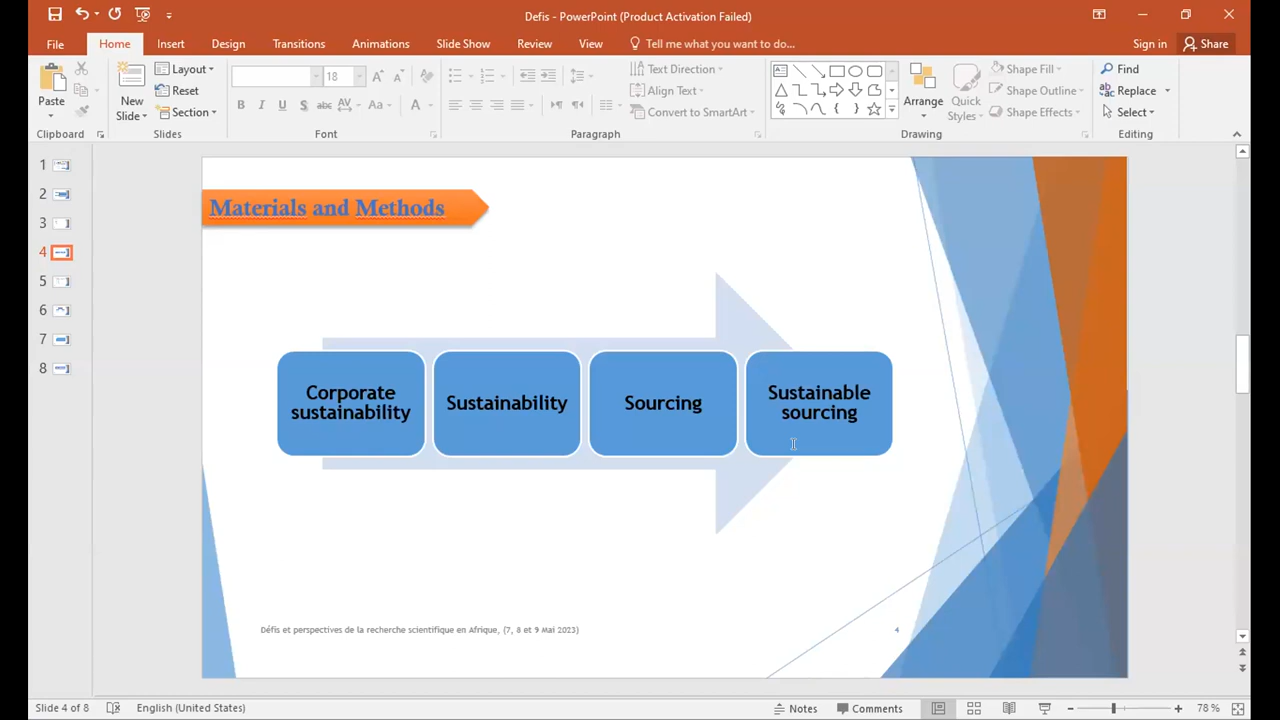 Defis - PowerPoint (Product Activation Failed)
File Home Insert Design Transitions Animations Slide Show Review View Tell me what you want to do... Sign in Share
Paste
New Slide
Layout
Reset
Section
18
Text Direction
Align Text
Convert to SmartArt
Arrange
Quick Styles
Shape Fill
Shape Outline
Shape Effects
Find
Replace
Select
Clipboard Slides Font Paragraph Drawing Editing
1
2
3
4
5
6
7
8
Materials and Methods
Corporate
sustainability
Sustainability
Sourcing
Sustainable
sourcing
Défis et perspectives de la recherche scientifique en Afrique, (7, 8 et 9 Mai 2023) 4
Slide 4 of 8 English (United States) Notes Comments 78 %